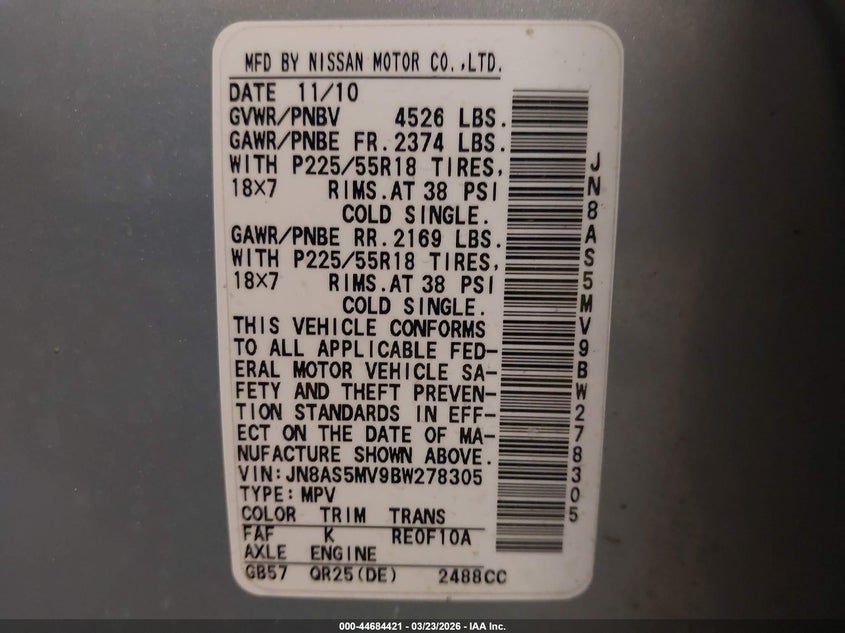 MFD BY NISSAN MOTOR CO.,LTD.
DATE 11/10
GVWR/PNBV 4526 LBS.
GAWR/PNBE FR.2374 LBS.
WITH P225/55R18 TIRES,
18×7 RIMS.AT 38 PSI
COLD SINGLE.
GAWR/PNBE RR.2169 LBS.
WITH P225/55R18 TIRES,
18×7 RIMS.AT 38 PSI
COLD SINGLE.
THIS VEHICLE CONFORMS
TO ALL APPLICABLE FED-
ERAL MOTOR VEHICLE SA-
FETY AND THEFT PREVEN-
TION STANDARDS IN EFF-
ECT ON THE DATE OF MA-
NUFACTURE SHOWN ABOVE.
VIN:JN8AS5MV9BW278305
TYPE:MPV
COLOR TRIM TRANS
FAF K RE0F10A
AXLE ENGINE
GB57 QR25(DE) 2488CC
JN8AS5MV9BW278305
000-44684421 - 03/23/2026 - IAA Inc.